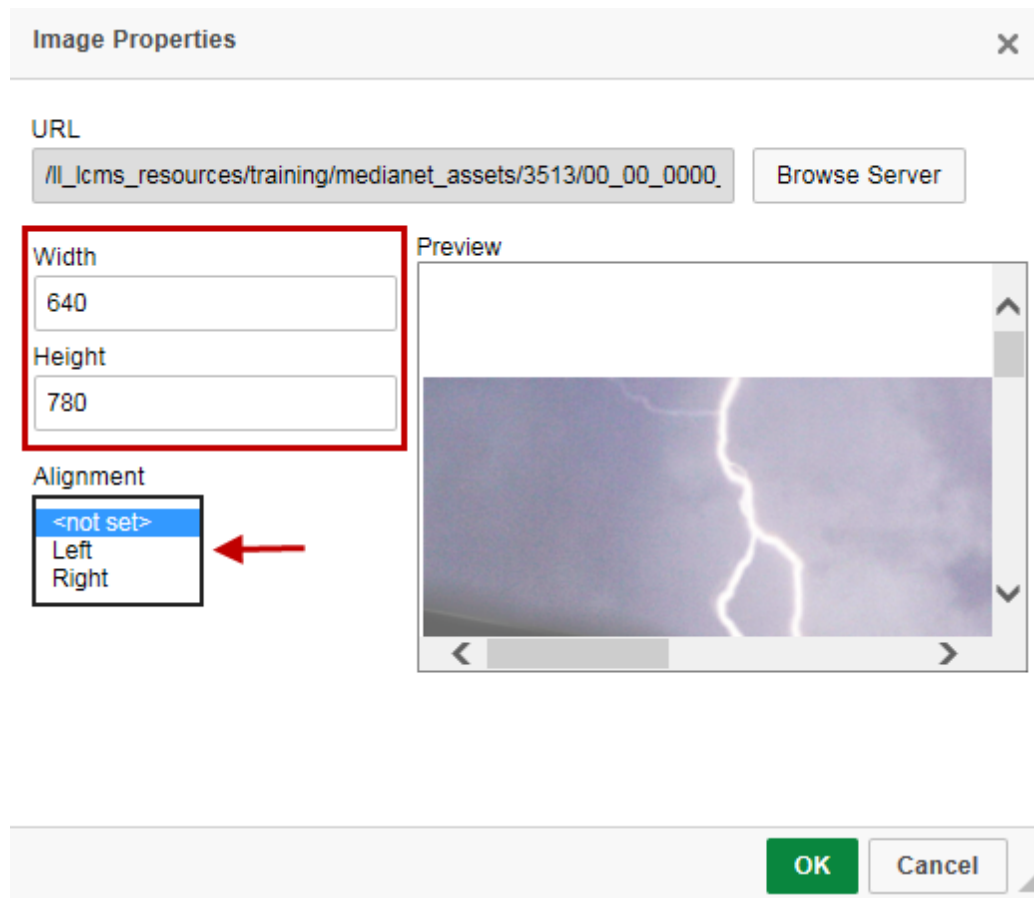 Image Properties
URL
/ll_lcms_resources/training/medianet_assets/3513/00_00_0000_
Browse Server
Width
640
Height
780
Preview
Alignment
<not set>
Left
Right
OK
Cancel